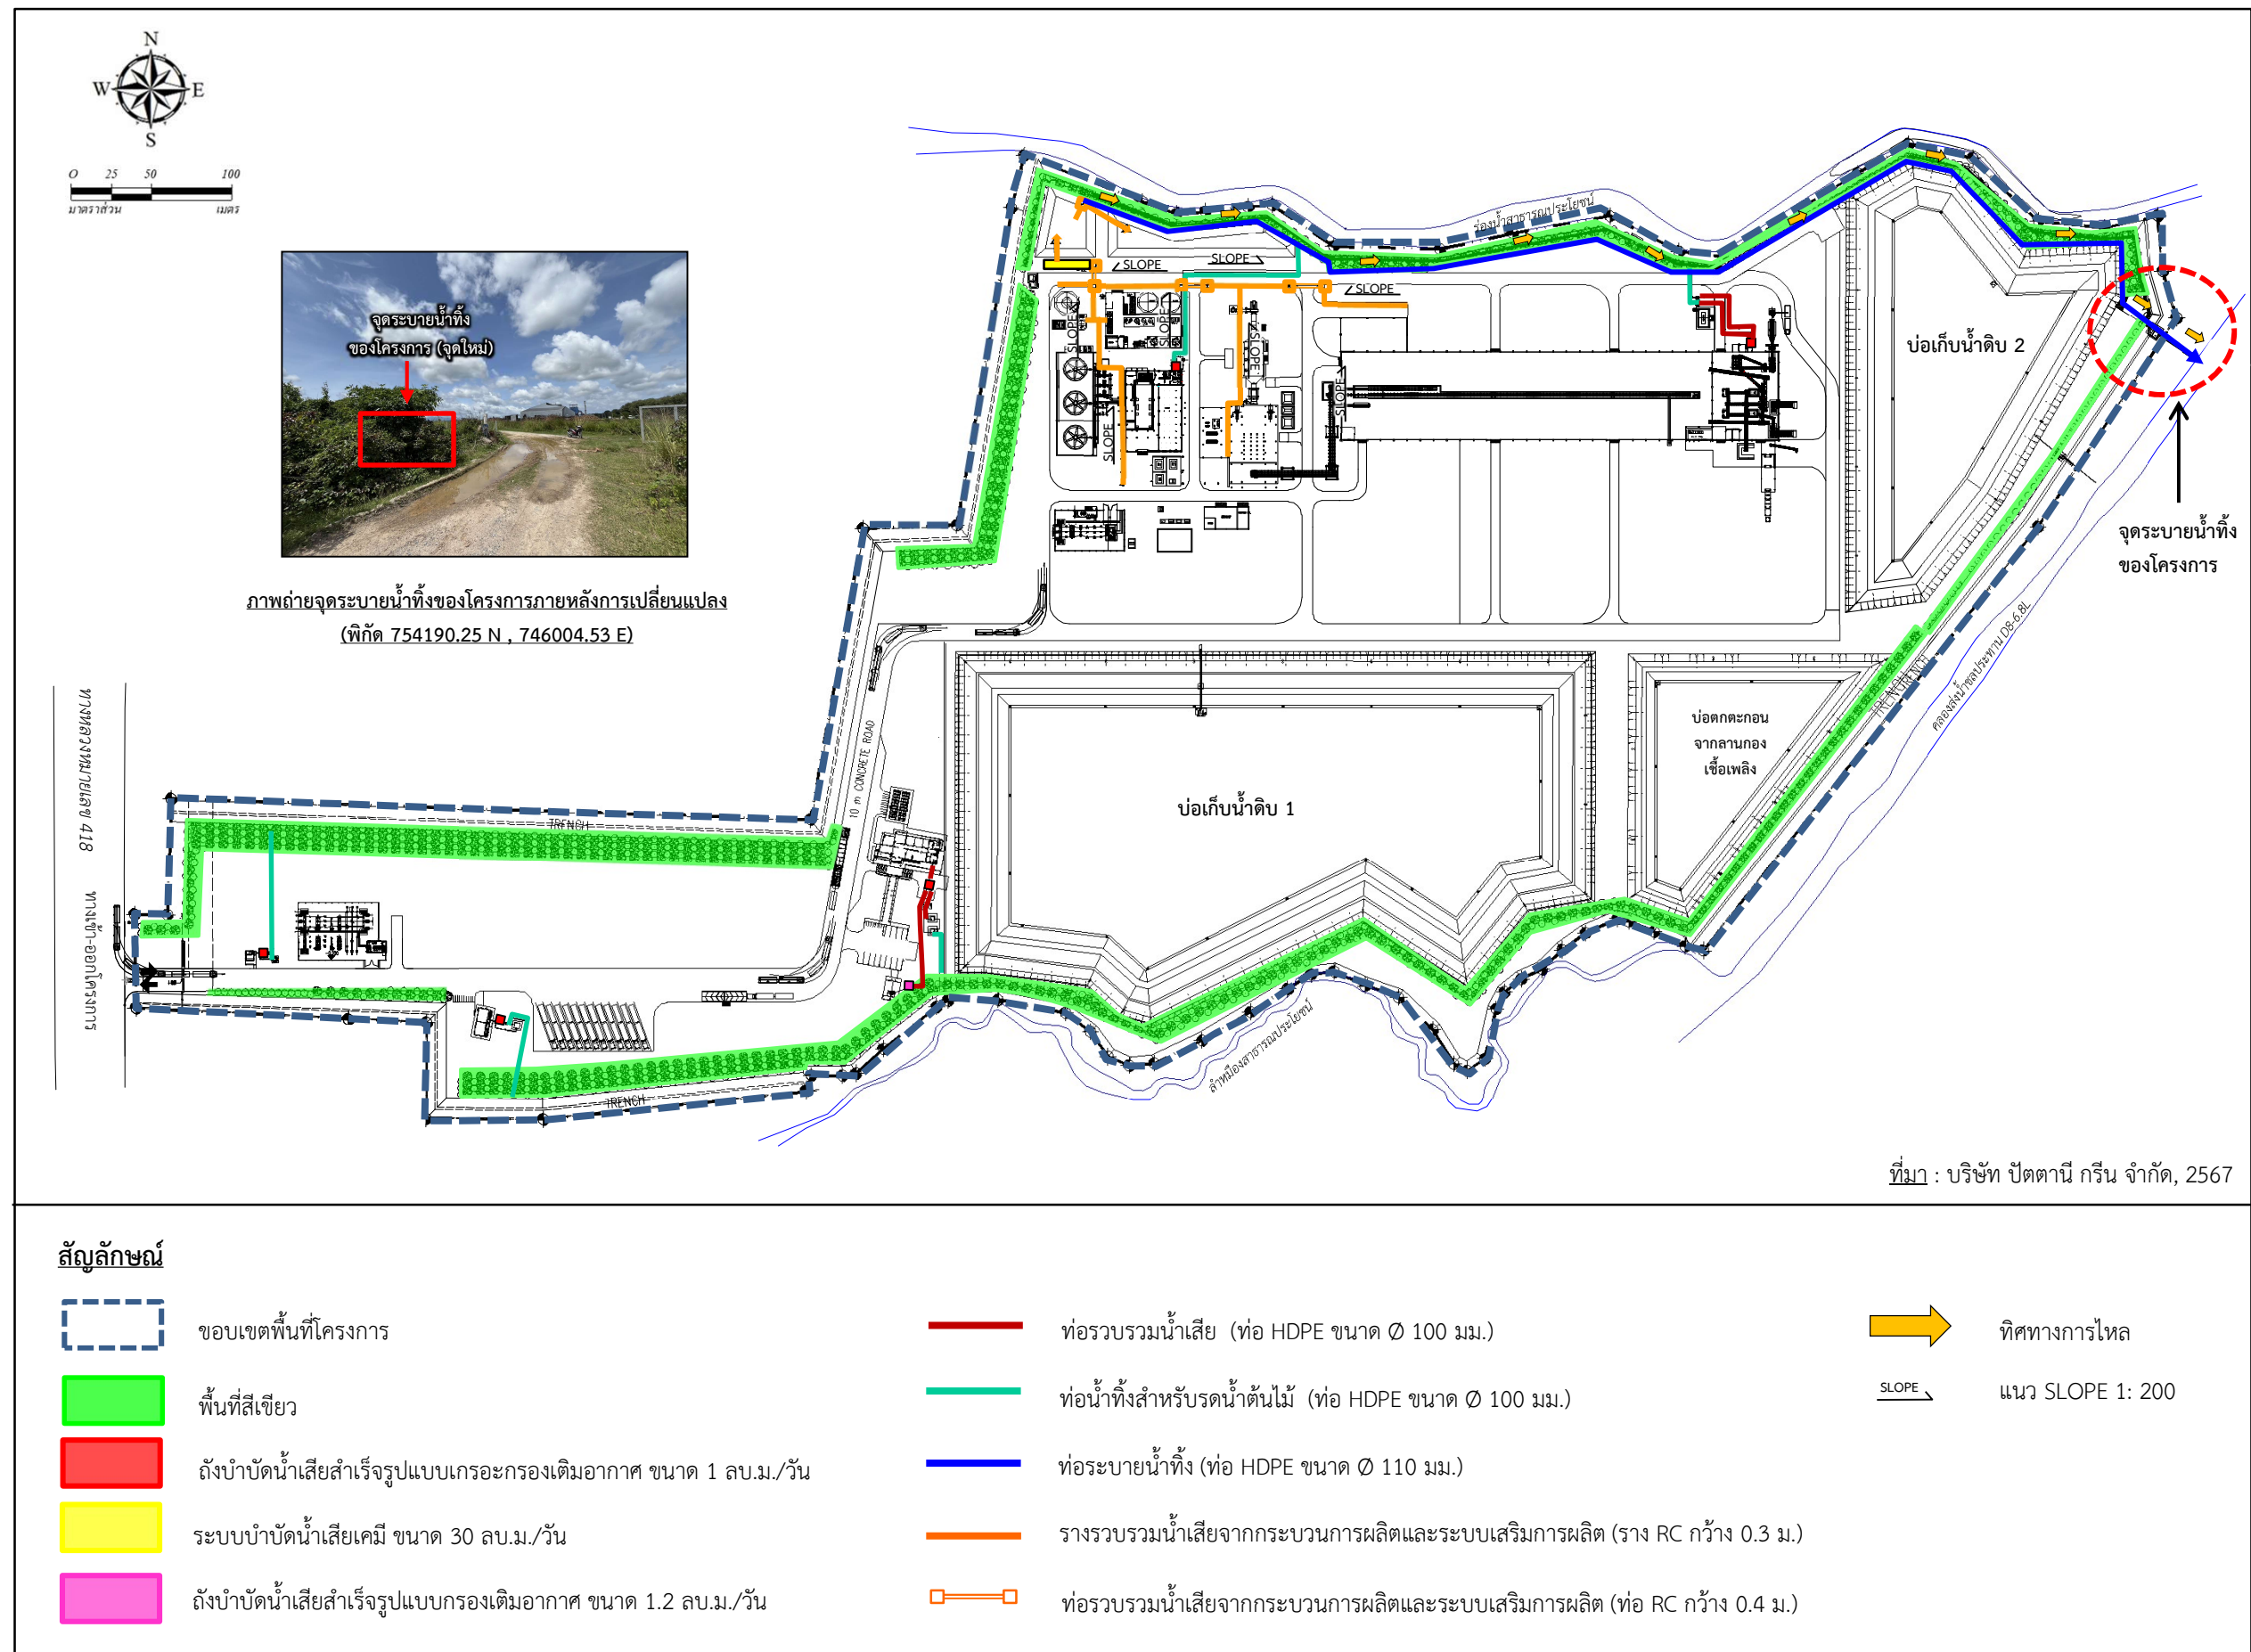 N
W E
S
O 25 50 100
มาตราส่วน เมตร
จุดระบายน้ำทิ้ง
ของโครงการ (จุดใหม่)
ภาพถ่ายจุดระบายน้ำทิ้งของโครงการภายหลังการเปลี่ยนแปลง
(พิกัด 754190.25 N , 746004.53 E)
ร่องน้ำสาธารณประโยชน์
SLOPE
SLOPE
SLOPE
SLOPE
SLOPE
SLOPE
SLOPE
SLOPE
บ่อเก็บน้ำดิบ 2
จุดระบายน้ำทิ้ง
ของโครงการ
คลองส่งน้ำชลประทาน D8-6.8L
TRENCH
TRENCH
บ่อตกตะกอน
จากลานกอง
เชื้อเพลิง
บ่อเก็บน้ำดิบ 1
10 m CONCRETE ROAD
ทางหลวงหมายเลข 418
ทางเข้า-ออกโครงการ
TRENCH
TRENCH
ลำเหมืองสาธารณประโยชน์
ที่มา : บริษัท ปัตตานี กรีน จำกัด, 2567
สัญลักษณ์
ขอบเขตพื้นที่โครงการ
พื้นที่สีเขียว
ถังบำบัดน้ำเสียสำเร็จรูปแบบเกรอะกรองเติมอากาศ ขนาด 1 ลบ.ม./วัน
ระบบบำบัดน้ำเสียเคมี ขนาด 30 ลบ.ม./วัน
ถังบำบัดน้ำเสียสำเร็จรูปแบบกรองเติมอากาศ ขนาด 1.2 ลบ.ม./วัน
ท่อรวบรวมน้ำเสีย (ท่อ HDPE ขนาด Ø 100 มม.)
ท่อน้ำทิ้งสำหรับรดน้ำต้นไม้ (ท่อ HDPE ขนาด Ø 100 มม.)
ท่อระบายน้ำทิ้ง (ท่อ HDPE ขนาด Ø 110 มม.)
รางรวบรวมน้ำเสียจากกระบวนการผลิตและระบบเสริมการผลิต (ราง RC กว้าง 0.3 ม.)
ท่อรวบรวมน้ำเสียจากกระบวนการผลิตและระบบเสริมการผลิต (ท่อ RC กว้าง 0.4 ม.)
ทิศทางการไหล
SLOPE แนว SLOPE 1: 200